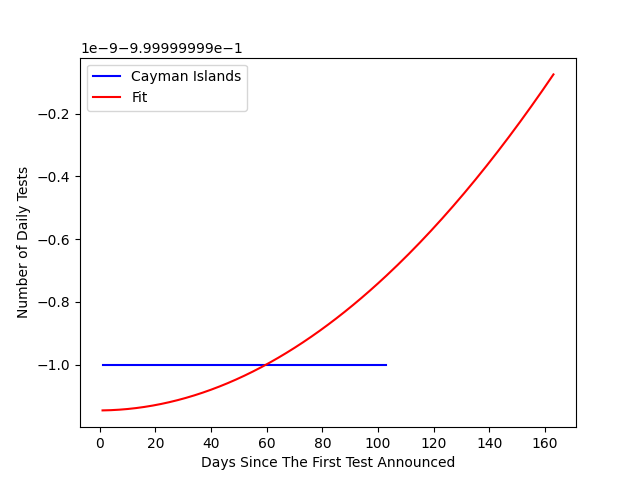 1e−9−9.99999999e−1
Cayman Islands
Fit
−0.2
−0.4
−0.6
−0.8
−1.0
Number of Daily Tests
0 20 40 60 80 100 120 140 160
Days Since The First Test Announced